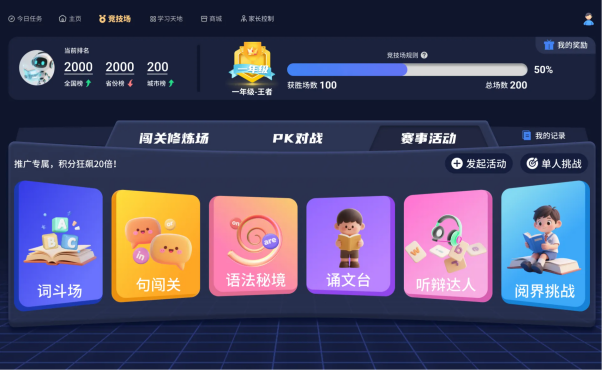 今日任务 主页 竞技场 学习天地 商城 家长控制
我的奖励
当前排名
2000 2000 200
全国榜 省份榜 城市榜
一年级
一年级-王者
竞技场规则
50%
获胜场数 100 总场数 200
闯关修炼场 PK对战 赛事活动 我的记录
推广专属，积分狂飙20倍！ 发起活动 单人挑战
A
B C
in
on
are
词斗场 句闯关 语法秘境 诵文台 听辩达人 阅界挑战